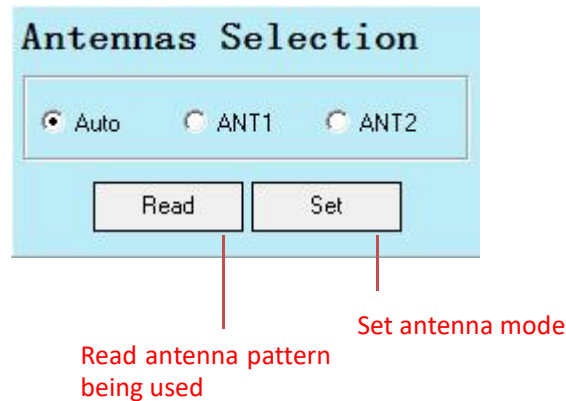 Antennas Selection
Auto ANT1 ANT2
Read Set
Set antenna mode
Read antenna pattern
being used